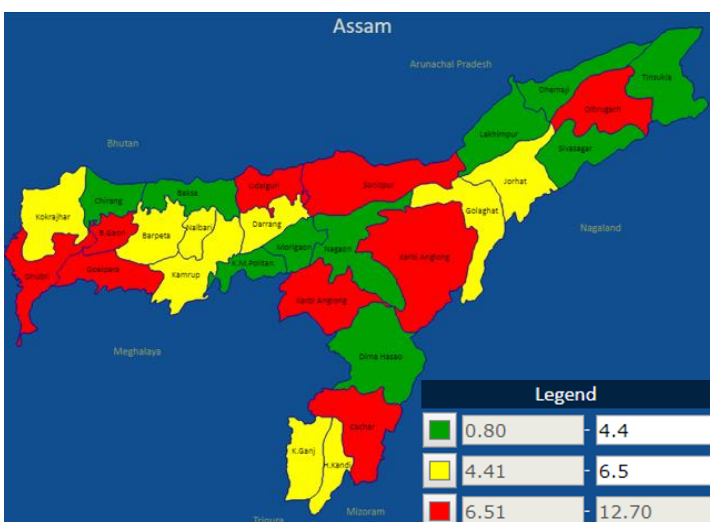 Assam
Arunachal Pradesh
Tinsukia
Dhemaji
Dibrugarh
Lakhimpur
Sivasagar
Bhutan
Jorhat
Udalguri
Sonitpur
Chirang
Baksa
Kokrajhar
Golaghat
Darrang
Nalbari
Nagaland
B.Gaon
Barpeta
Morigaon
Nagaon
Karbi Anglong
K.M.Politan
Dhubri
Goalpara
Kamrup
Karbi Anglong
Meghalaya
Dima Hasao
Legend
0.80 - 4.4
4.41 - 6.5
6.51 - 12.70
Cachar
K.Ganj
H.Kandi
Mizoram
Tripura